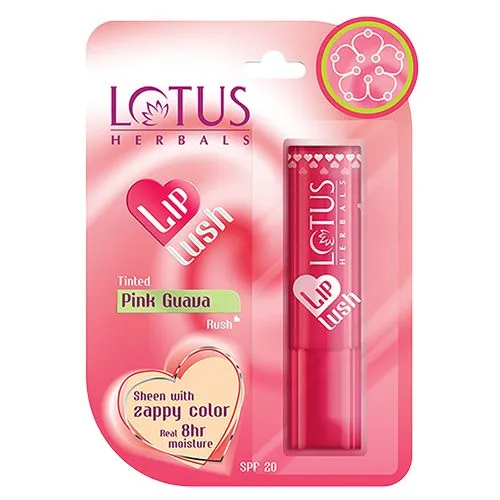 LOTUS
HERBALS
LIP
lush
Tinted
Pink Guava
Rush
Sheen with
zappy color
Real 8hr
moisture
SPF 20
LOTUS
HERBALS
LIP
lush